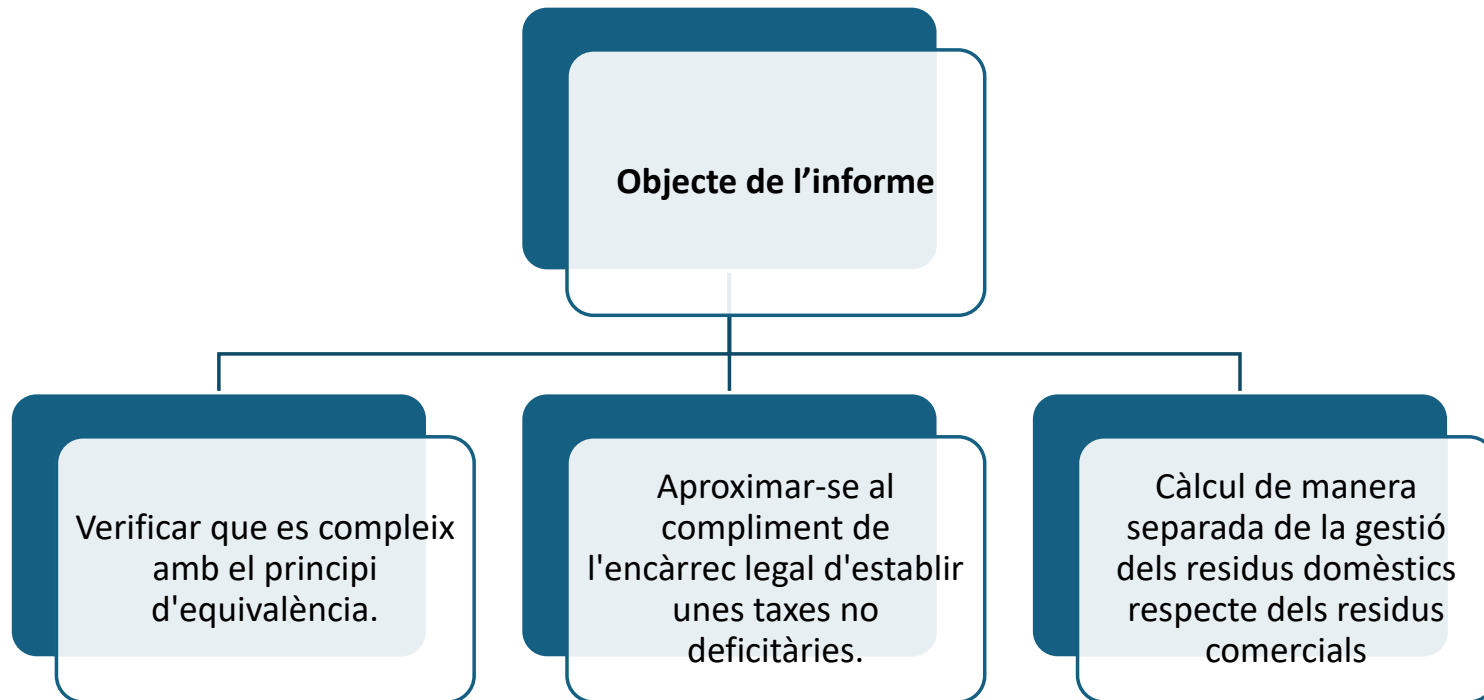 Objecte de l’informe
Verificar que es compleix
amb el principi
d'equivalència.
Aproximar-se al
compliment de
l'encàrrec legal d'establir
unes taxes no
deficitàries.
Càlcul de manera
separada de la gestió
dels residus domèstics
respecte dels residus
comercials